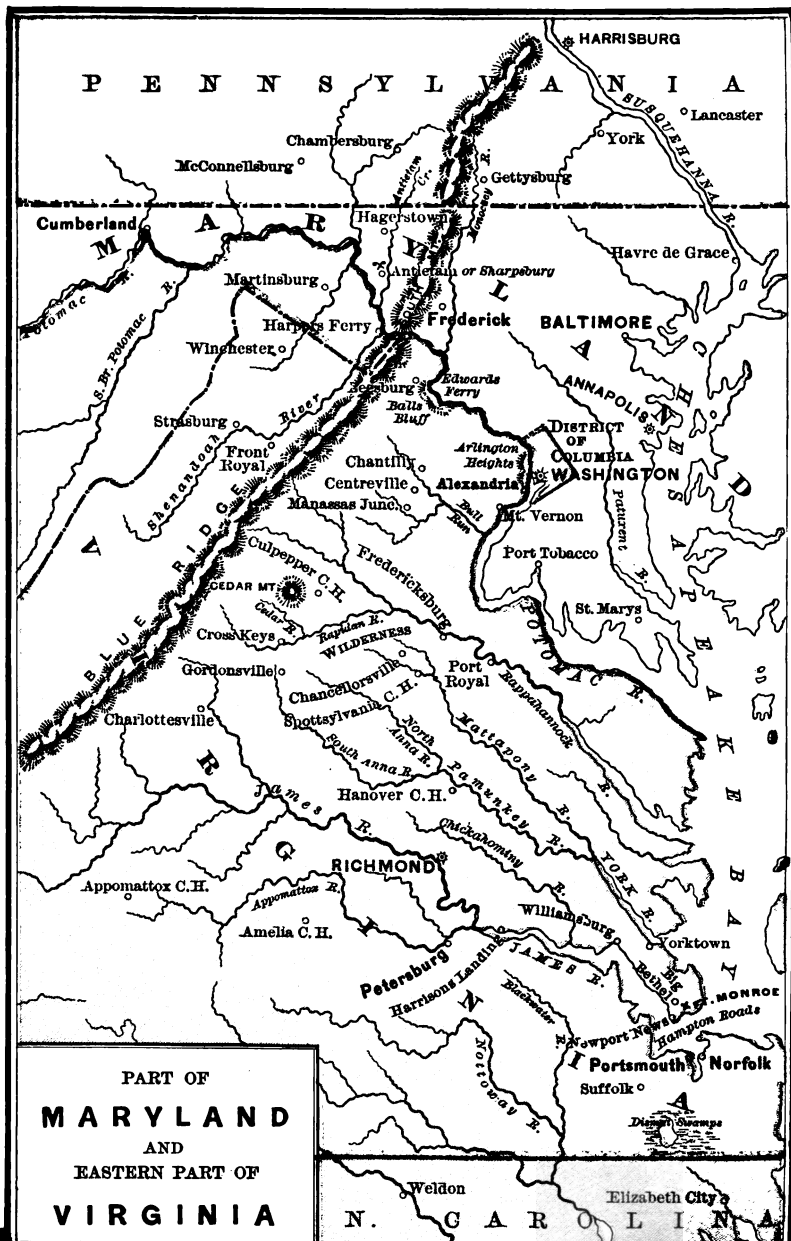 HARRISBURG
PENNSYLVANIA
SUSQUEHANNA R.
Lancaster
York
Chambersburg
McConnellsburg
Antietam Cr.
Gettysburg
Monocacy R.
Cumberland
MARYLAND
Hagerstown
Havre de Grace
Potomac R.
Martinsburg
Antietam or Sharpsburg
SOUTH
Frederick
Harpers Ferry
BALTIMORE
Winchester
S. Br. Potomac R.
Leesburg
Edwards Ferry
Balls Bluff
ANNAPOLIS
CHESAPEAKE BAY
Strasburg
Shenandoah River
Front Royal
DISTRICT OF COLUMBIA
Arlington Heights
WASHINGTON
Chantilly
Centreville
Alexandria
Manassas Junc.
Bull Run
Mt. Vernon
Patuxent R.
BLUE RIDGE
VIRGINIA
Culpepper C.H.
Fredericksburg
Port Tobacco
CEDAR MT.
Cedar R.
St. Marys
Cross Keys
Rapidan R.
WILDERNESS
POTOMAC R.
Gordonsville
Chancellorsville
Port Royal
Rappahannock R.
Charlottesville
Spottsylvania C.H.
North Anna R.
Mattapony R.
South Anna R.
Pamunkey R.
James R.
Hanover C.H.
Chickahominy R.
YORK R.
RICHMOND
Appomattox C.H.
Appomattox R.
Amelia C.H.
Williamsburg
Yorktown
Petersburg
Harrisons Landing
JAMES R.
Big Bethel
Blackwater R.
FT. MONROE
Newport News
Hampton Roads
Nottoway R.
Portsmouth
Norfolk
Suffolk
Dismal Swamps
PART OF
MARYLAND
AND
EASTERN PART OF
VIRGINIA
Weldon
Elizabeth City
N. CAROLINA